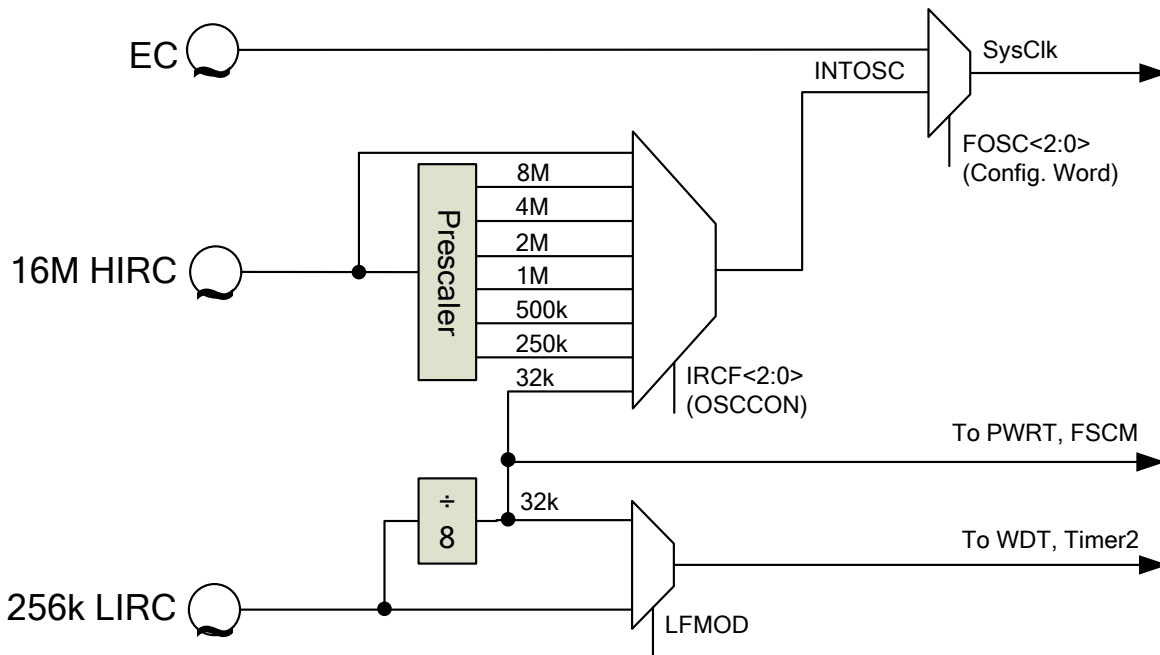 EC
SysClk
INTOSC
FOSC<2:0>
(Config. Word)
8M
4M
2M
1M
500k
250k
32k
Prescaler
16M HIRC
IRCF<2:0>
(OSCCON)
To PWRT, FSCM
÷
8
32k
To WDT, Timer2
256k LIRC
LFMOD